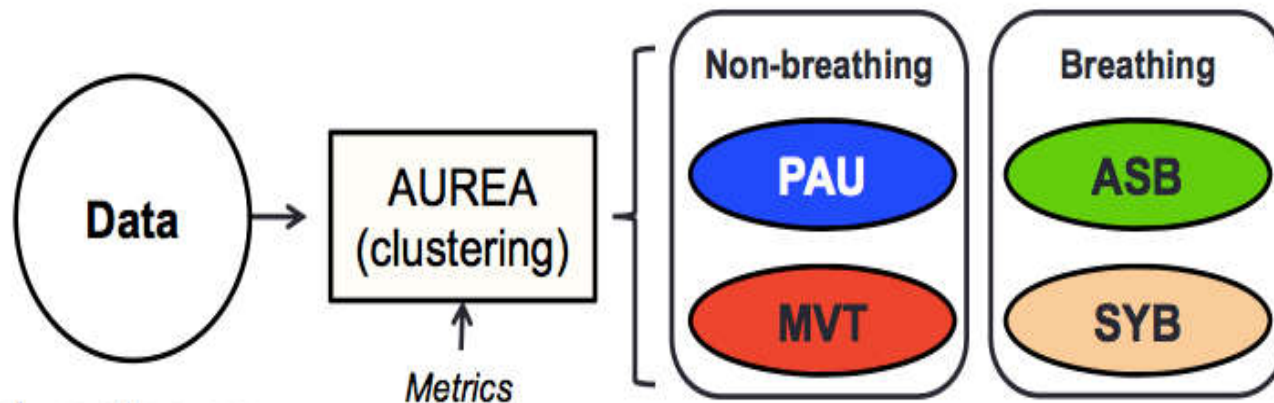 Non-breathing
Breathing
Data
AUREA
(clustering)
PAU
ASB
MVT
SYB
Metrics